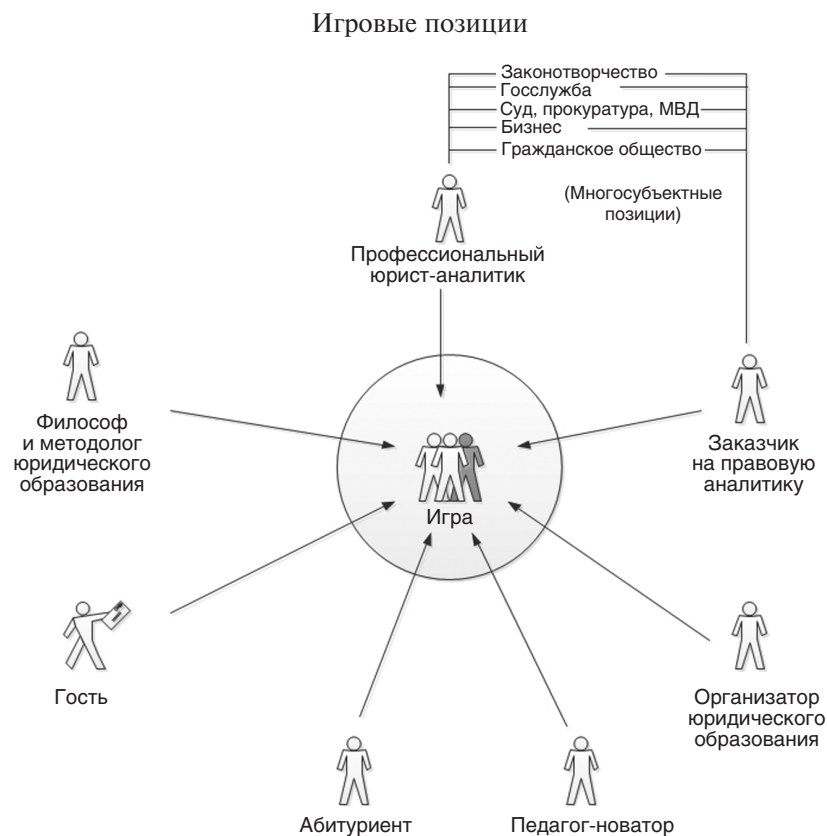 Игровые позиции
Законотворчество
Госслужба
Суд, прокуратура, МВД
Бизнес
Гражданское общество
(Многосубъектные
позиции)
Профессиональный
юрист-аналитик
Философ
и методолог
юридического
образования
Заказчик
на правовую
аналитику
Игра
Гость
Организатор
юридического
образования
Абитуриент
Педагог-новатор